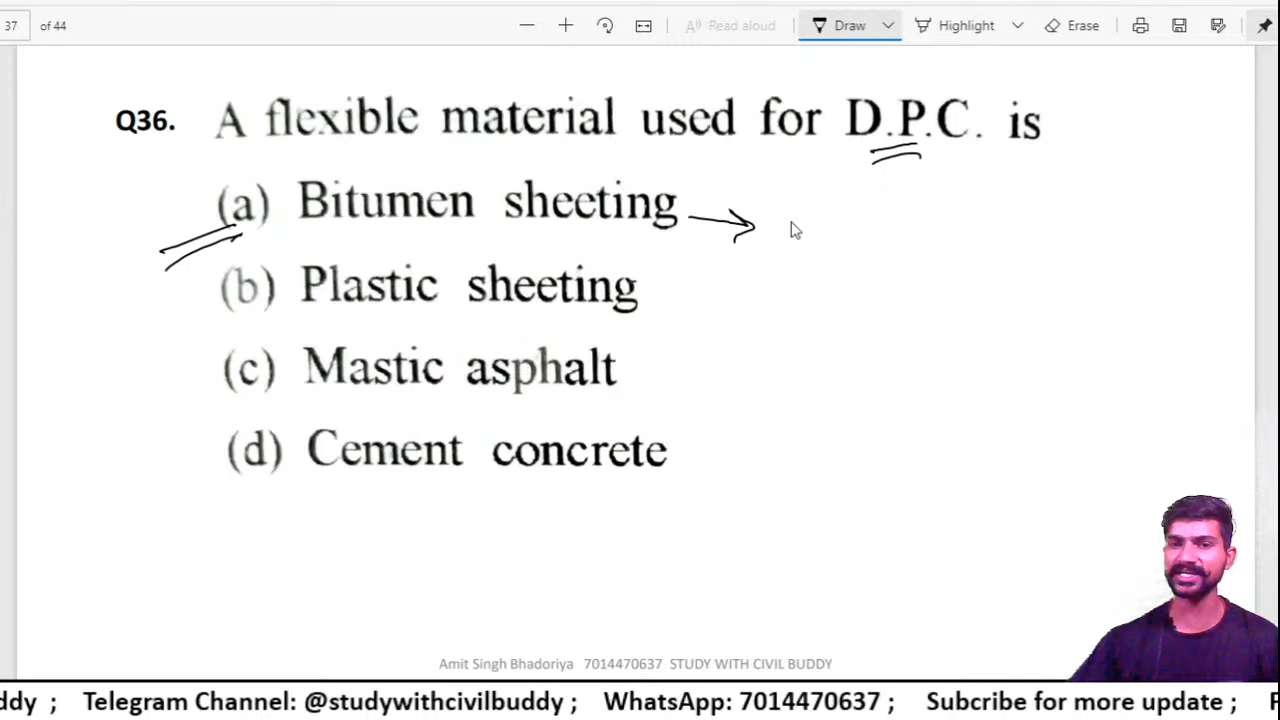 37 of 44 Read aloud Draw Highlight Erase
Q36. A flexible material used for D.P.C. is
(a) Bitumen sheeting
(b) Plastic sheeting
(c) Mastic asphalt
(d) Cement concrete
Amit Singh Bhadoriya 7014470637 STUDY WITH CIVIL BUDDY
ddy ; Telegram Channel: @studywithcivilbuddy ; WhatsApp: 7014470637 ; Subcribe for more update ;